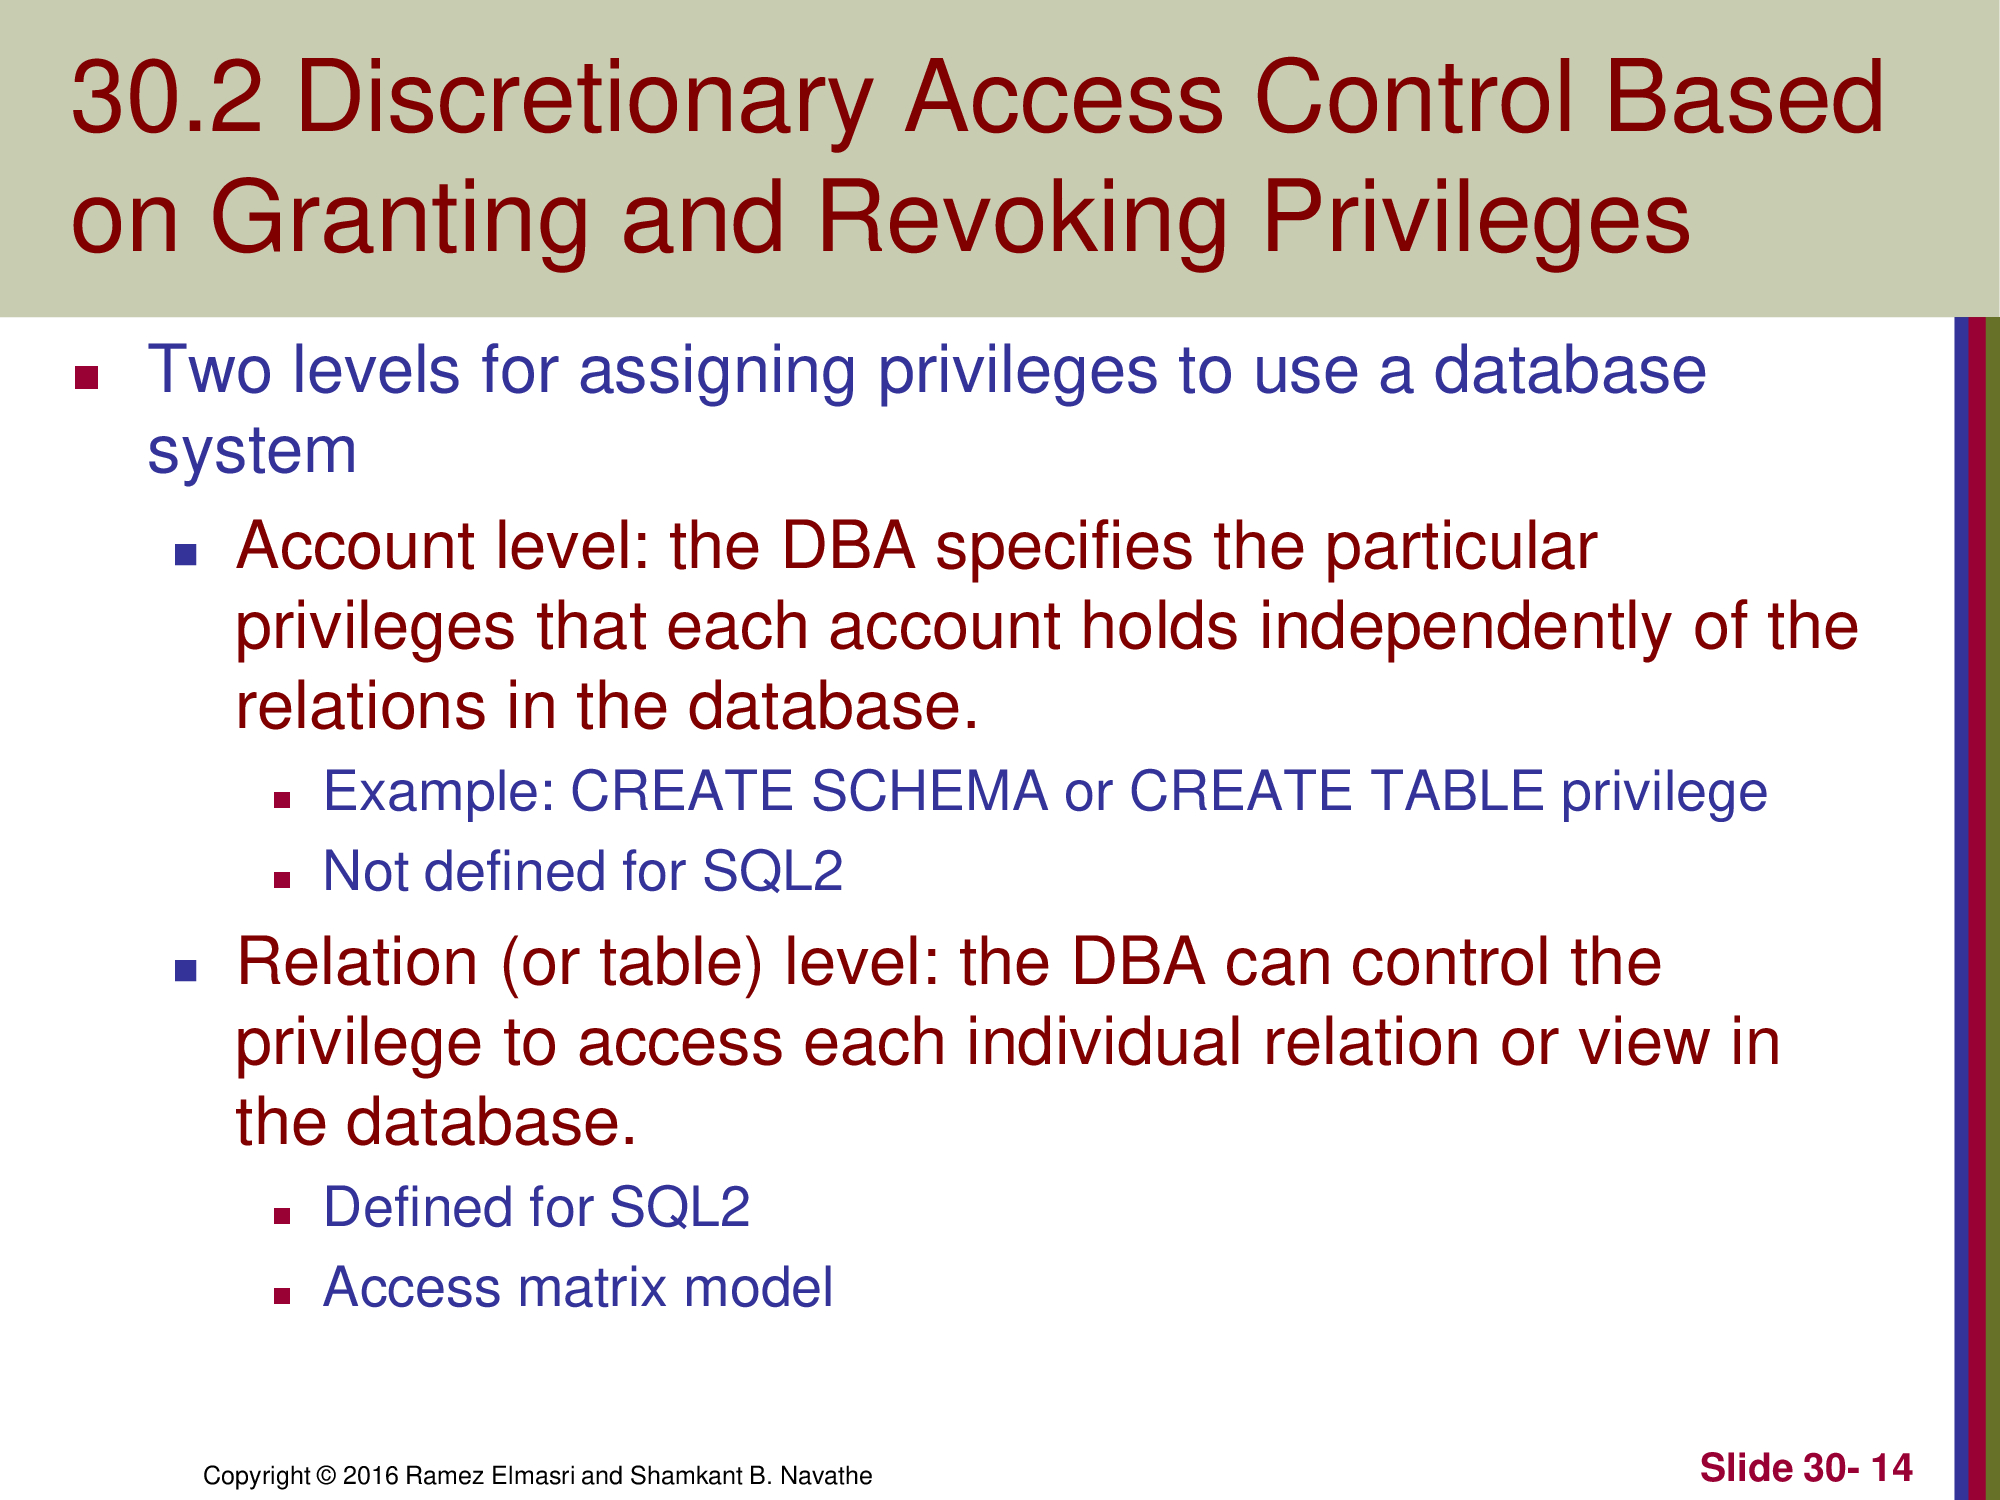 30.2 Discretionary Access Control Based
on Granting and Revoking Privileges
Two levels for assigning privileges to use a database
system
Account level: the DBA specifies the particular
privileges that each account holds independently of the
relations in the database.
Example: CREATE SCHEMA or CREATE TABLE privilege
Not defined for SQL2
Relation (or table) level: the DBA can control the
privilege to access each individual relation or view in
the database.
Defined for SQL2
Access matrix model
Copyright © 2016 Ramez Elmasri and Shamkant B. Navathe
Slide 30- 14